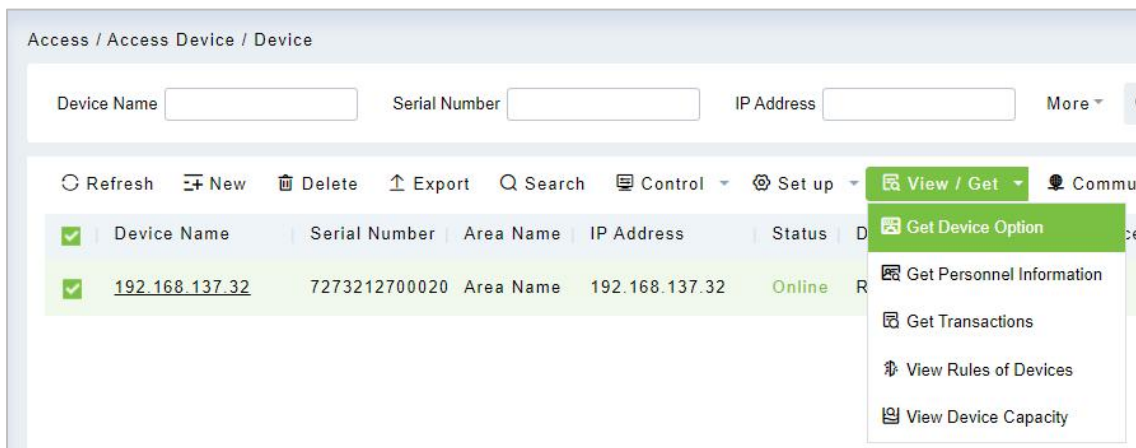 Access / Access Device / Device
Device Name Serial Number IP Address More
Refresh New Delete Export Search Control Set up View / Get Commu
Device Name Serial Number Area Name IP Address Status D
Get Device Option
192.168.137.32 7273212700020 Area Name 192.168.137.32 Online R
Get Personnel Information
Get Transactions
View Rules of Devices
View Device Capacity